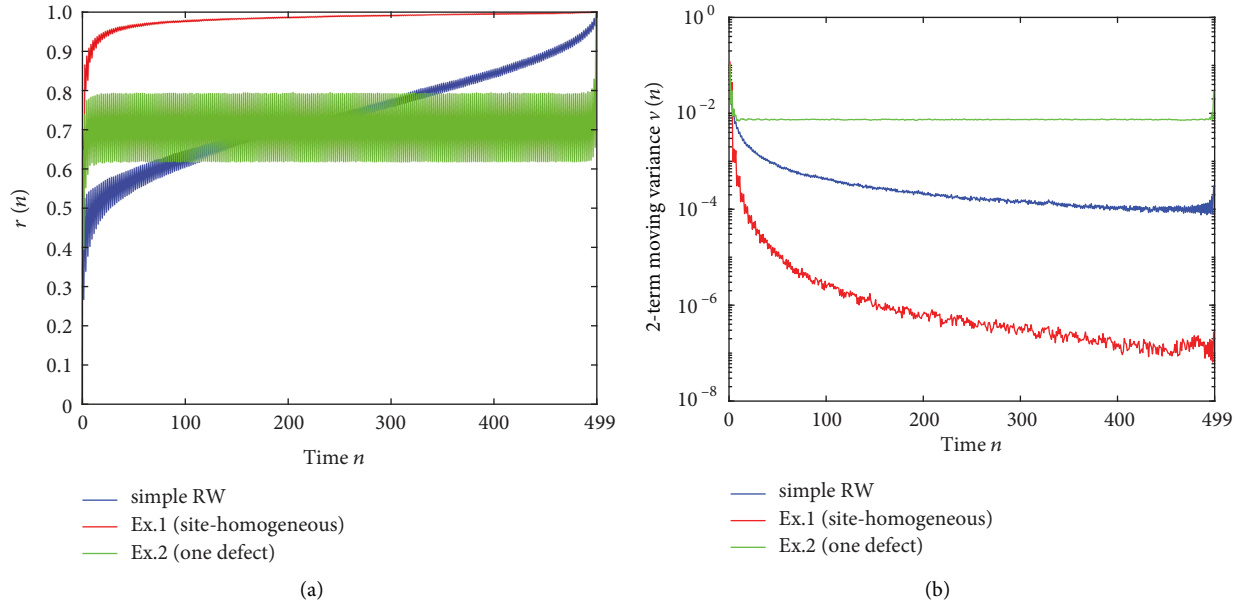 1.0
0.9
0.8
0.7
0.6
0.5
0.4
0.3
0.2
0.1
0
r (n)
0 100 200 300 400 499
Time n
simple RW
Ex.1 (site-homogeneous)
Ex.2 (one defect)
(a)
10^0
10^−2
10^−4
10^−6
10^−8
2-term moving variance v (n)
0 100 200 300 400 499
Time n
simple RW
Ex.1 (site-homogeneous)
Ex.2 (one defect)
(b)